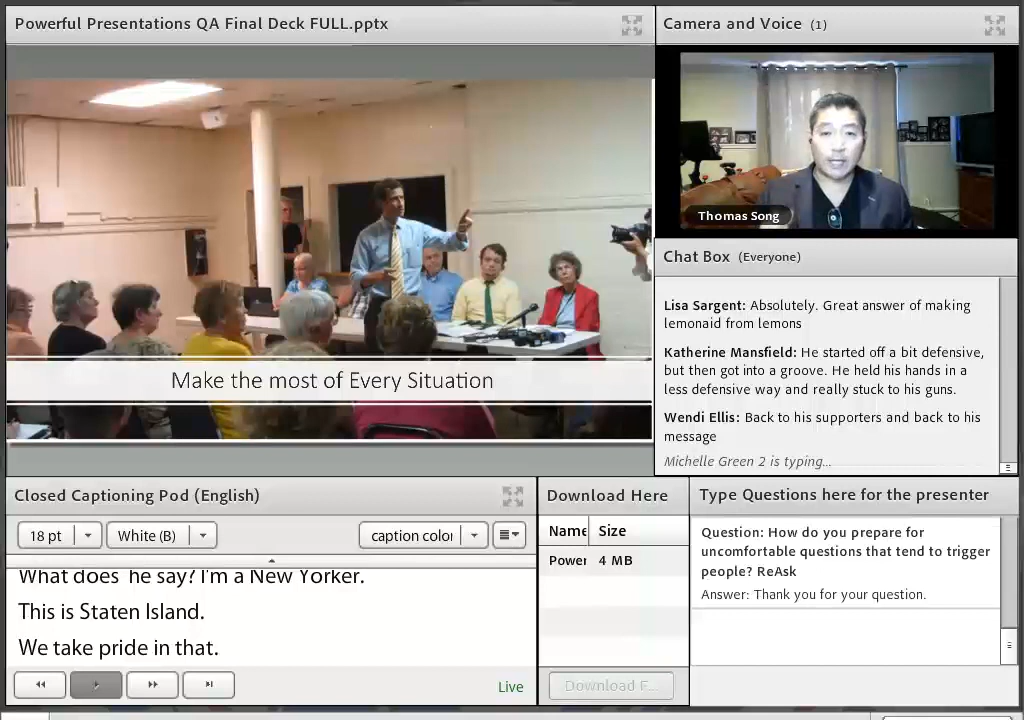 Powerful Presentations QA Final Deck FULL.pptx
Make the most of Every Situation
Camera and Voice (1)
Thomas Song
Chat Box (Everyone)
Lisa Sargent: Absolutely. Great answer of making
lemonaid from lemons
Katherine Mansfield: He started off a bit defensive,
but then got into a groove. He held his hands in a
less defensive way and really stuck to his guns.
Wendi Ellis: Back to his supporters and back to his
message
Michelle Green 2 is typing...
Closed Captioning Pod (English)
18 pt
White (B)
caption color
What does he say? I'm a New Yorker.
This is Staten Island.
We take pride in that.
Live
Download Here
Name Size
Power 4 MB
Download F...
Type Questions here for the presenter
Question: How do you prepare for
uncomfortable questions that tend to trigger
people? ReAsk
Answer: Thank you for your question.